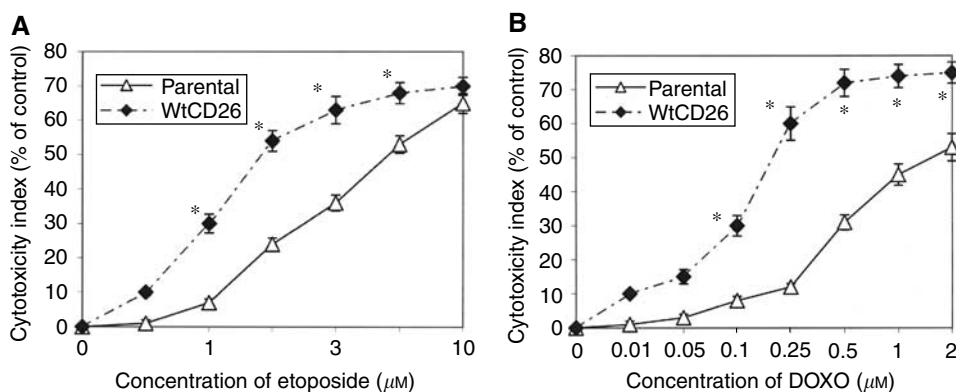 A
Cytotoxicity index (% of control)
80
70
60
50
40
30
20
10
0
Parental
WtCD26
*
*
*
*
0 1 3 10
Concentration of etoposide (μM)
B
Cytotoxicity index (% of control)
80
70
60
50
40
30
20
10
0
Parental
WtCD26
*
*
*
*
*
0 0.01 0.05 0.1 0.25 0.5 1 2
Concentration of DOXO (μM)